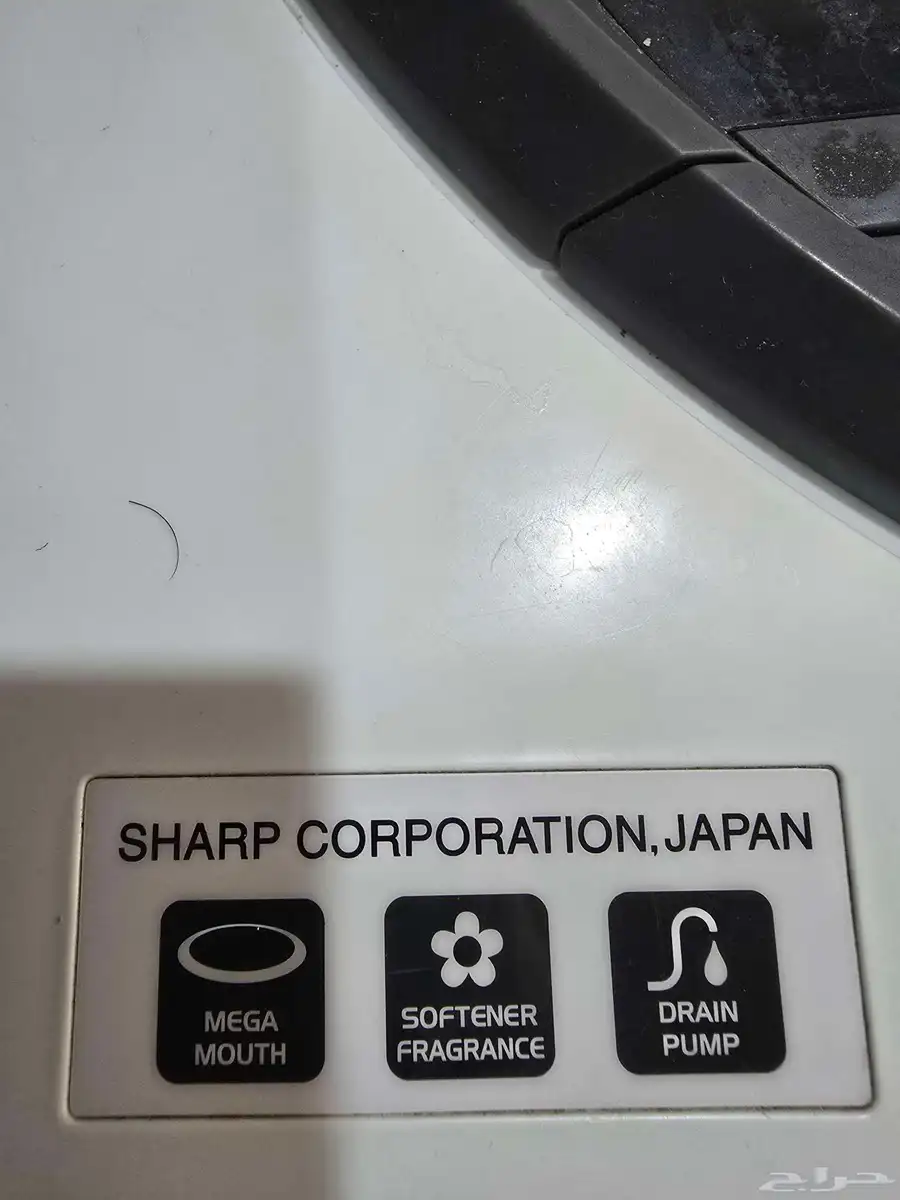 SHARP CORPORATION, JAPAN
MEGA
MOUTH
SOFTENER
FRAGRANCE
DRAIN
PUMP
حراج